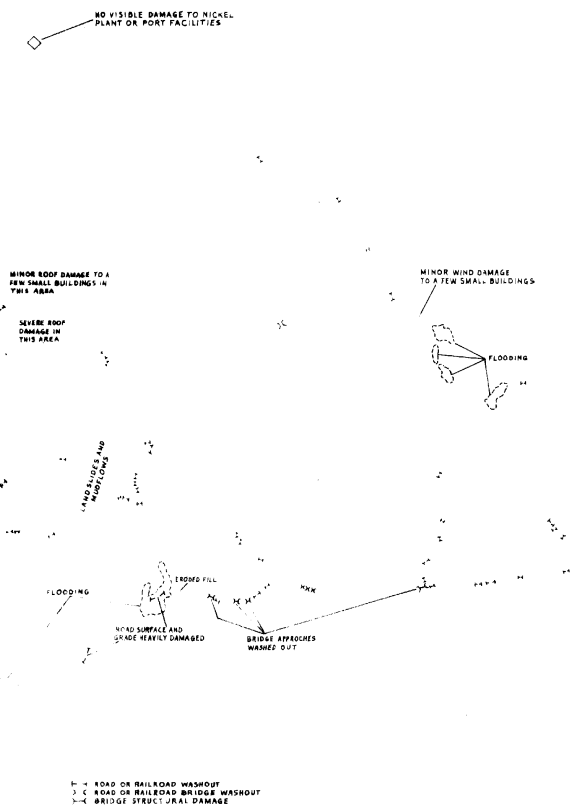 NO VISIBLE DAMAGE TO NICKEL
PLANT OR PORT FACILITIES
MINOR ROOF DAMAGE TO A
FEW SMALL BUILDINGS IN
THIS AREA
MINOR WIND DAMAGE
TO A FEW SMALL BUILDINGS
SEVERE ROOF
DAMAGE IN
THIS AREA
FLOODING
LAND SLIDES AND
MUDFLOWS
ERODED FILL
FLOODING
ROAD SURFACE AND
GRADE HEAVILY DAMAGED
BRIDGE APPROCHES
WASHED OUT
ROAD OR RAILROAD WASHOUT
ROAD OR RAILROAD BRIDGE WASHOUT
BRIDGE STRUCTURAL DAMAGE